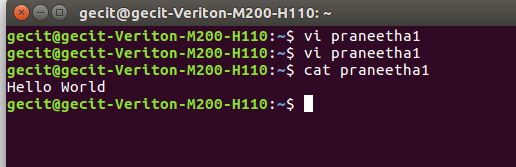 gecit@gecit-Veriton-M200-H110: ~
gecit@gecit-Veriton-M200-H110:~$ vi praneetha1
gecit@gecit-Veriton-M200-H110:~$ vi praneetha1
gecit@gecit-Veriton-M200-H110:~$ cat praneetha1
Hello World
gecit@gecit-Veriton-M200-H110:~$